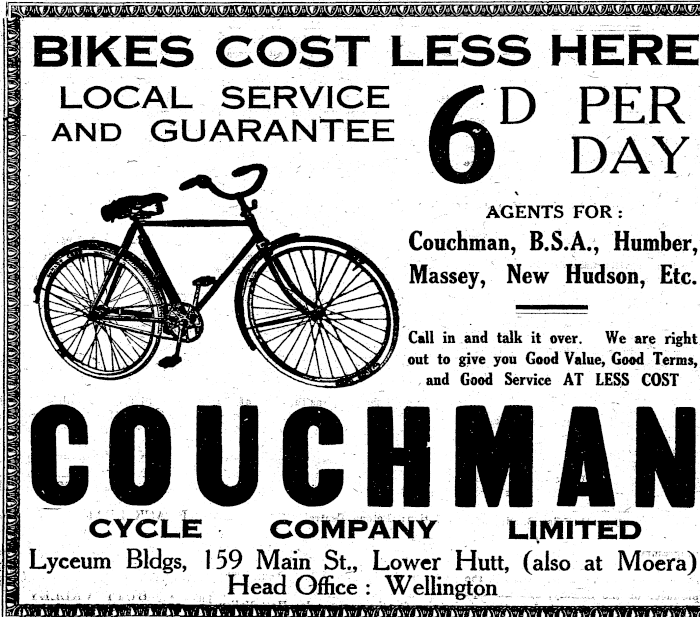 BIKES COST LESS HERE
LOCAL SERVICE
AND GUARANTEE
6D PER
DAY
AGENTS FOR :
Couchman, B.S.A., Humber,
Massey, New Hudson, Etc.
Call in and talk it over. We are right
out to give you Good Value, Good Terms,
and Good Service AT LESS COST
COUCHMAN
CYCLE COMPANY LIMITED
Lyceum Bldgs, 159 Main St., Lower Hutt, (also at Moera)
Head Office : Wellington